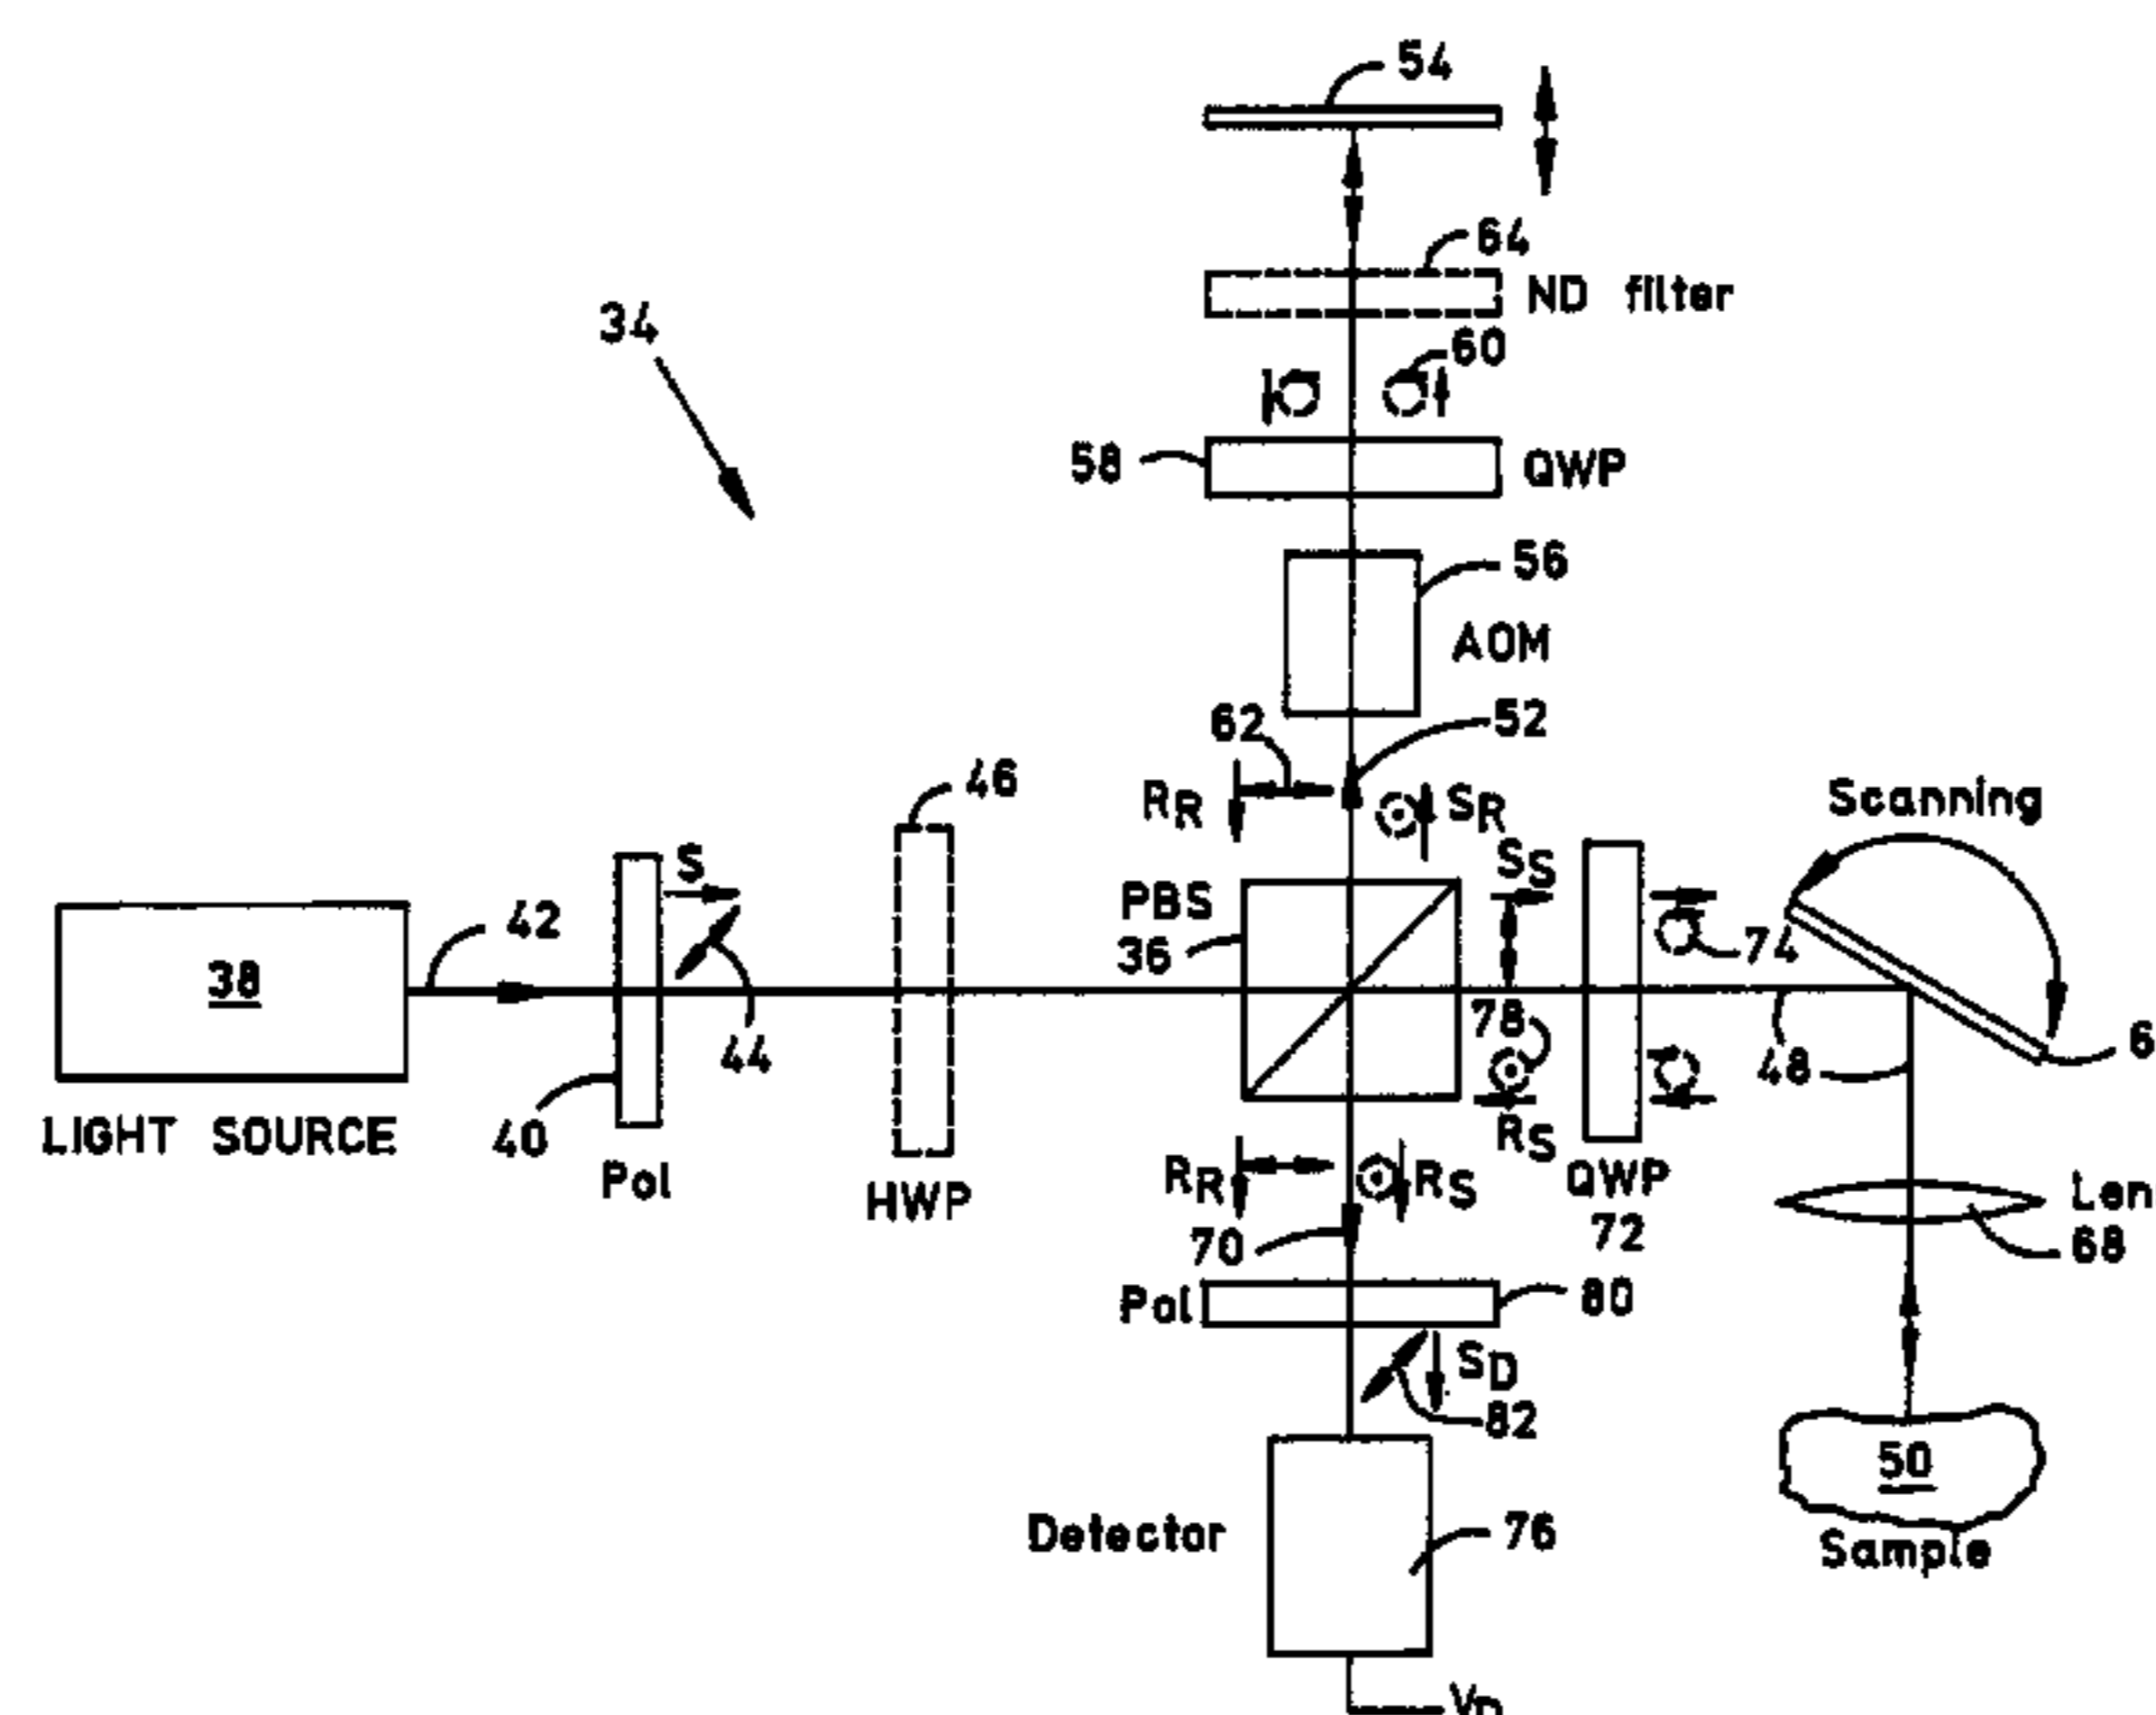 54
64
ND filter
34
60
58
QWP
56
AOM
62
52
46
RR
SR
Scanning
S
SS
PBS
42
36
74
38
78
44
48
6
LIGHT SOURCE
40
Pol
HWP
RR
RS
RS
QWP
72
Len
68
70
Pol
80
SD
82
50
Detector
76
Sample